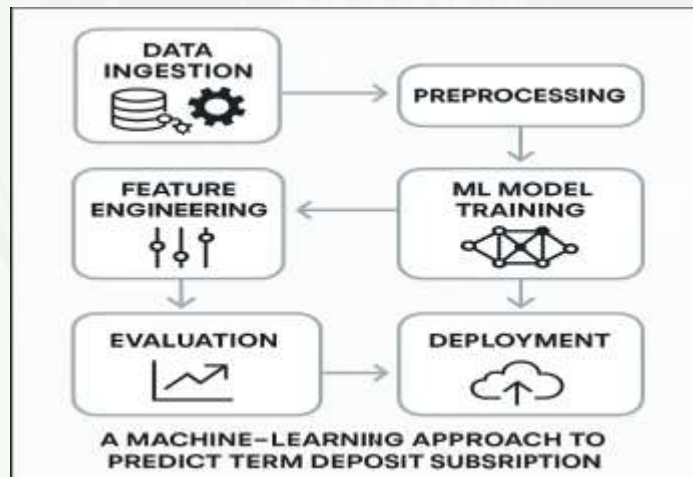 DATA
INGESTION
PREPROCESSING
FEATURE
ENGINEERING
ML MODEL
TRAINING
EVALUATION
DEPLOYMENT
A MACHINE-LEARNING APPROACH TO
PREDICT TERM DEPOSIT SUBSRIPTION